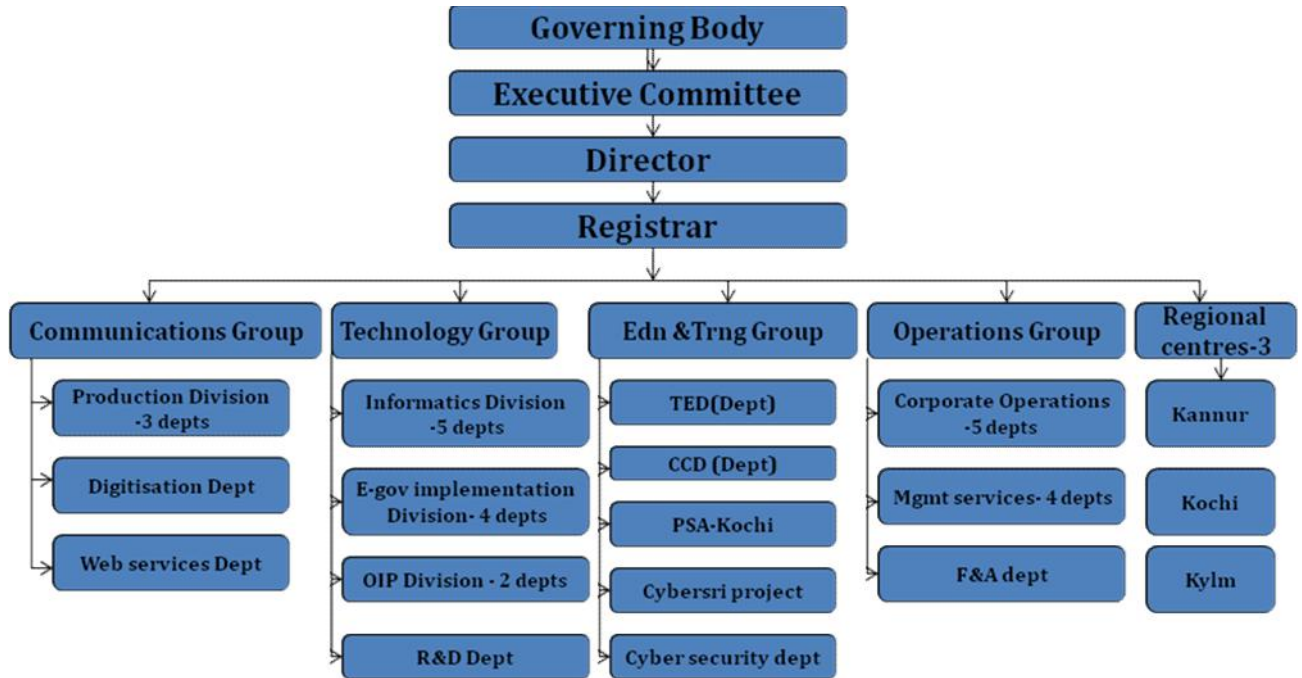 Governing Body
Executive Committee
Director
Registrar
Communications Group
Production Division
-3 depts
Digitisation Dept
Web services Dept
Technology Group
Informatics Division
-5 depts
E-gov implementation
Division- 4 depts
OIP Division - 2 depts
R&D Dept
Edn &Trng Group
TED(Dept)
CCD (Dept)
PSA-Kochi
Cybersri project
Cyber security dept
Operations Group
Corporate Operations
-5 depts
Mgmt services- 4 depts
F&A dept
Regional
centres-3
Kannur
Kochi
Kylm